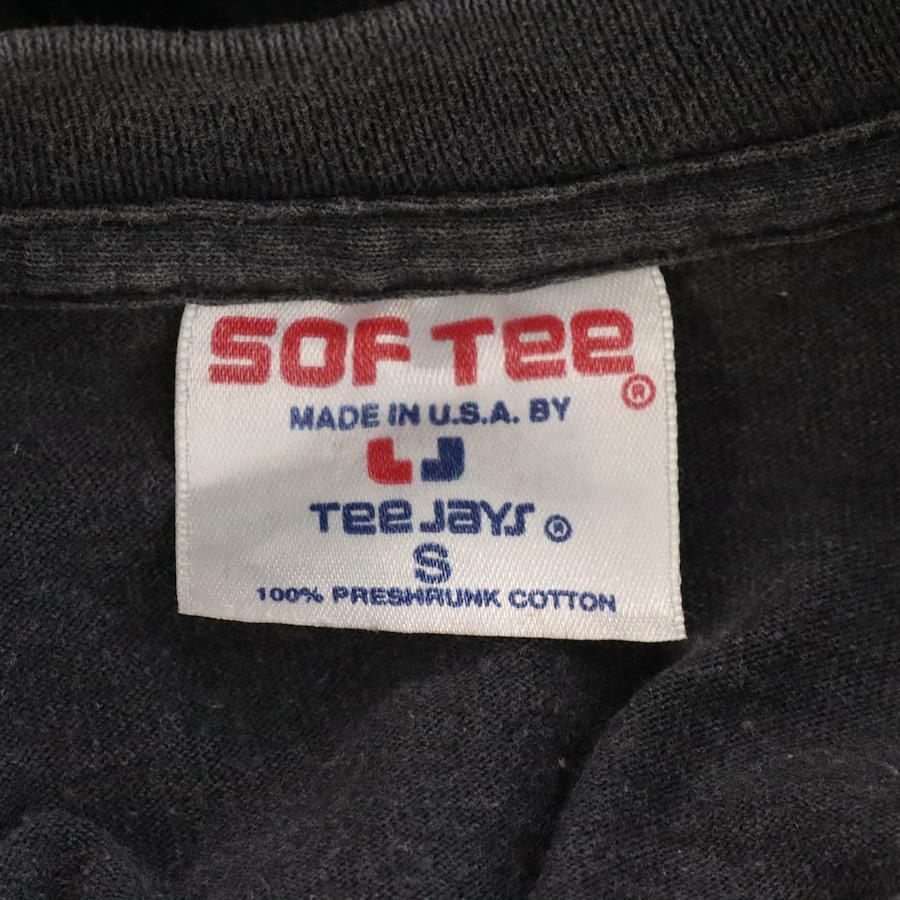 SOF TEE ®
MADE IN U.S.A. BY
TEE JAYS ®
S
100% PRESHRUNK COTTON